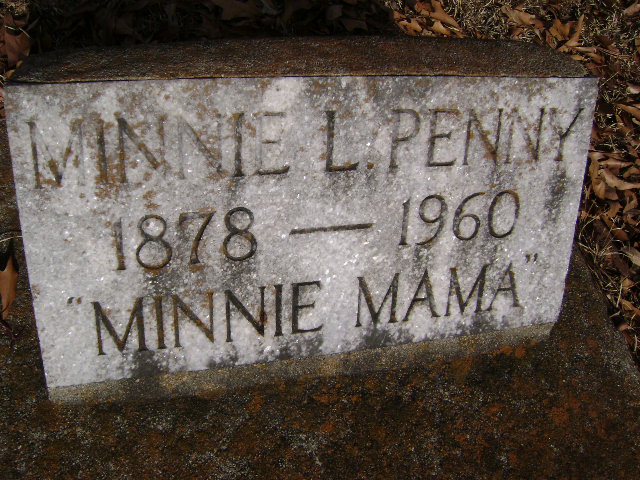 MINNIE L. PENNY
1878 — 1960
"MINNIE MAMA"